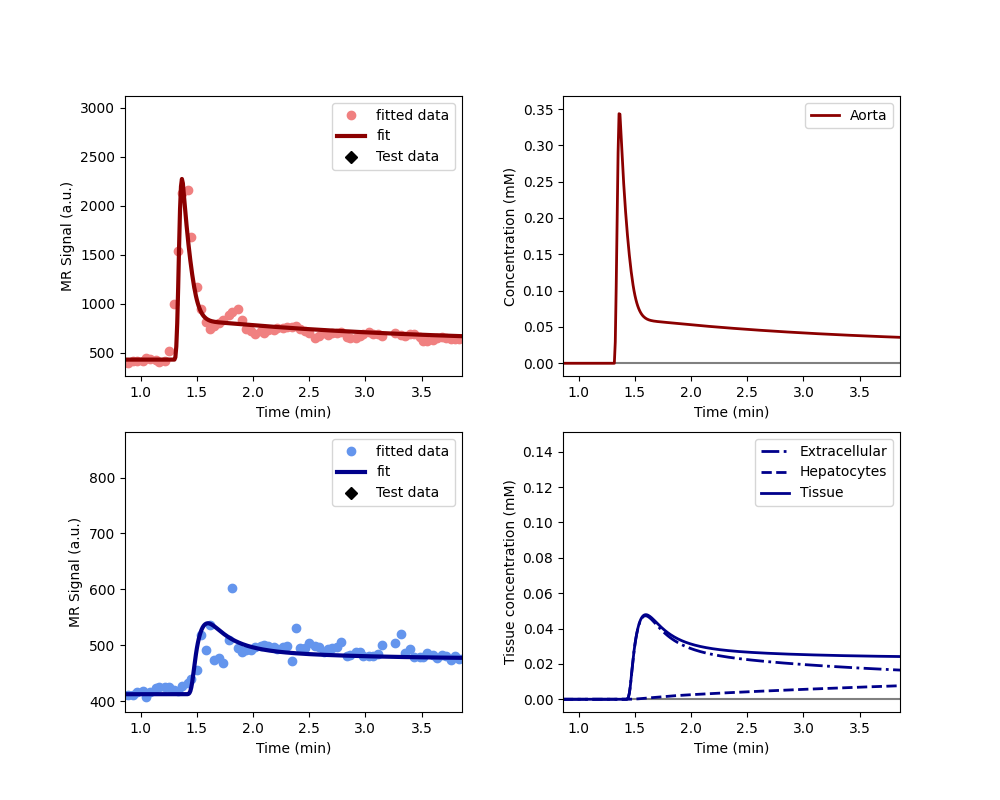 3000
2500
2000
1500
1000
500
MR Signal (a.u.)
fitted data
fit
Test data
1.0 1.5 2.0 2.5 3.0 3.5
Time (min)
0.35
0.30
0.25
0.20
0.15
0.10
0.05
0.00
Concentration (mM)
Aorta
1.0 1.5 2.0 2.5 3.0 3.5
Time (min)
800
700
600
500
400
MR Signal (a.u.)
fitted data
fit
Test data
1.0 1.5 2.0 2.5 3.0 3.5
Time (min)
0.14
0.12
0.10
0.08
0.06
0.04
0.02
0.00
Tissue concentration (mM)
Extracellular
Hepatocytes
Tissue
1.0 1.5 2.0 2.5 3.0 3.5
Time (min)